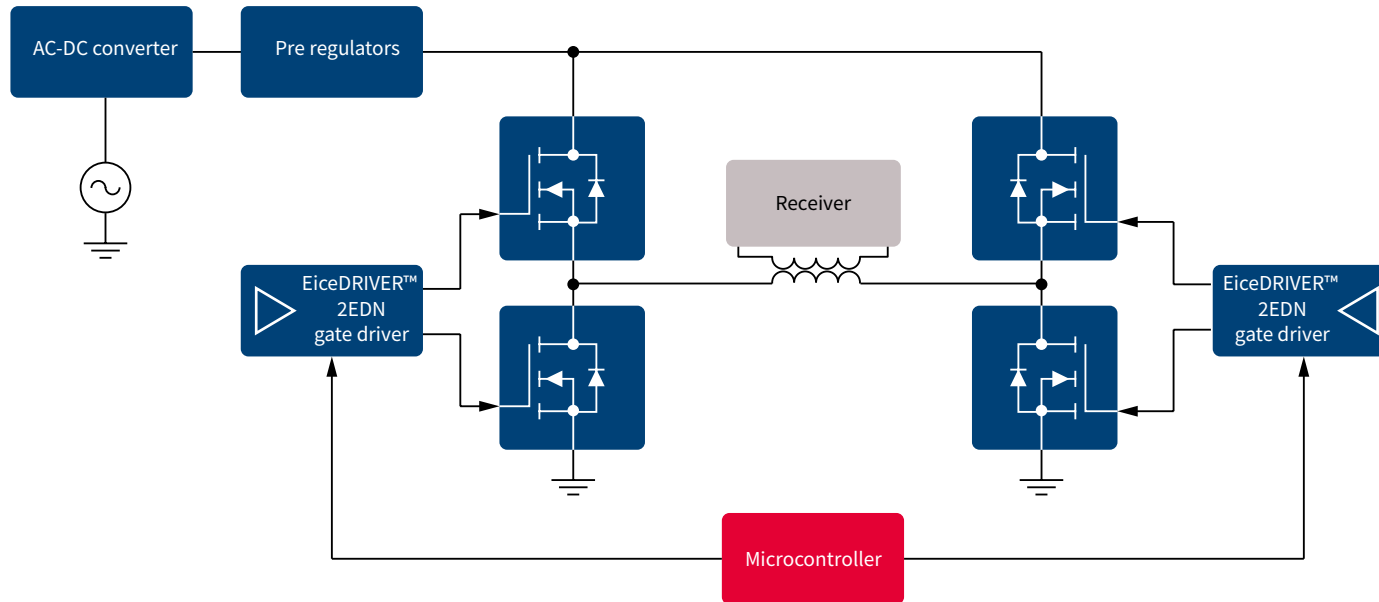 AC-DC converter
Pre regulators
Receiver
EiceDRIVER™
2EDN
gate driver
EiceDRIVER™
2EDN
gate driver
Microcontroller